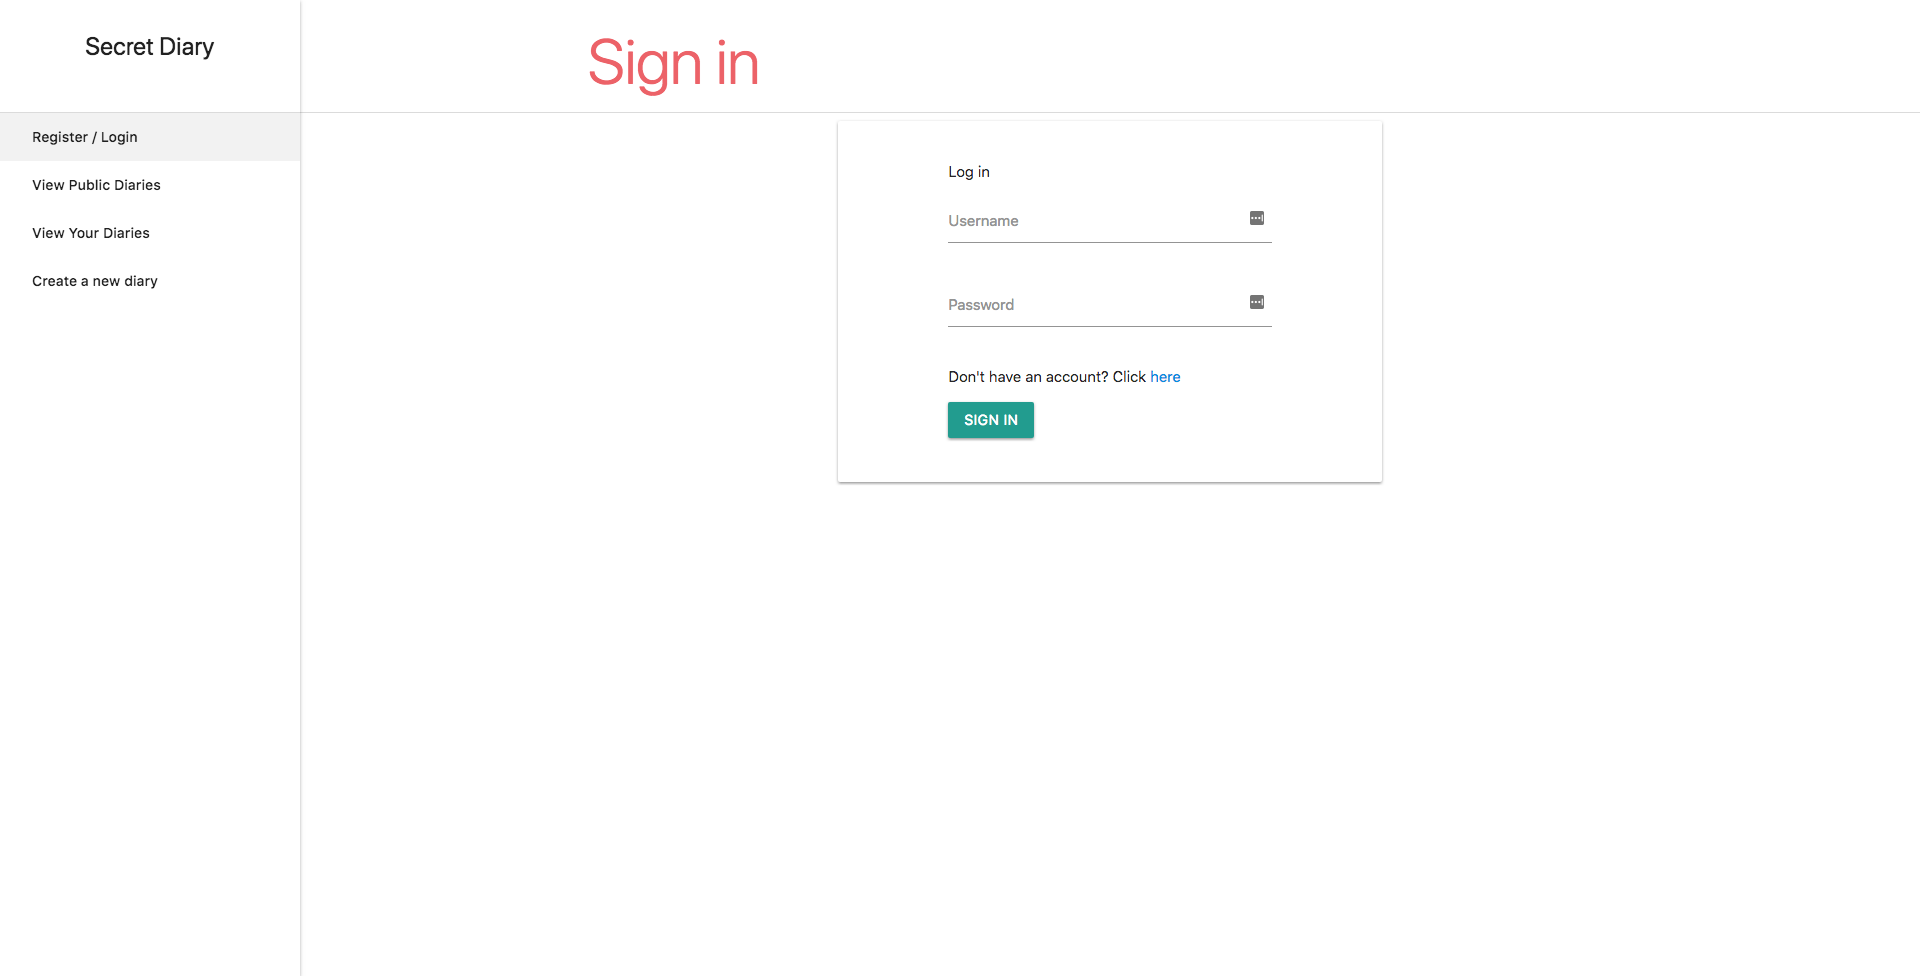 Secret Diary
Sign in
Register / Login
View Public Diaries
View Your Diaries
Create a new diary
Log in
Username
Password
Don't have an account? Click here
SIGN IN